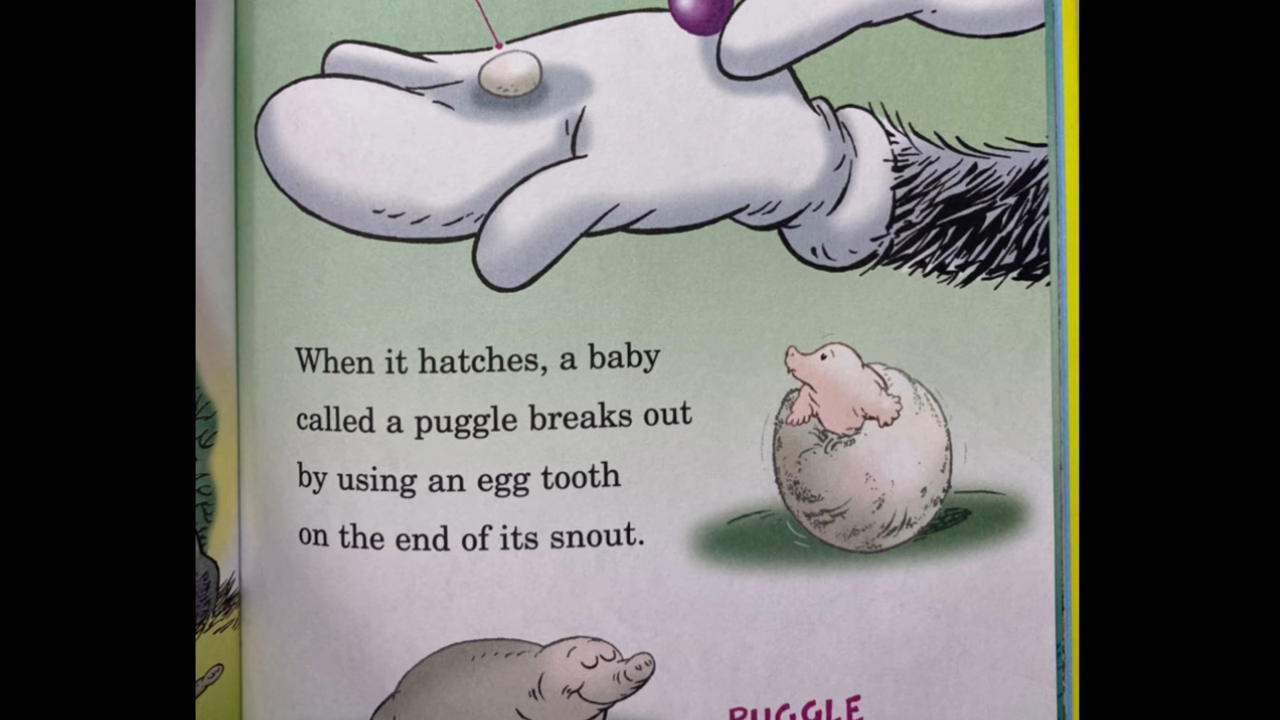 When it hatches, a baby
called a puggle breaks out
by using an egg tooth
on the end of its snout.
PUGGLE